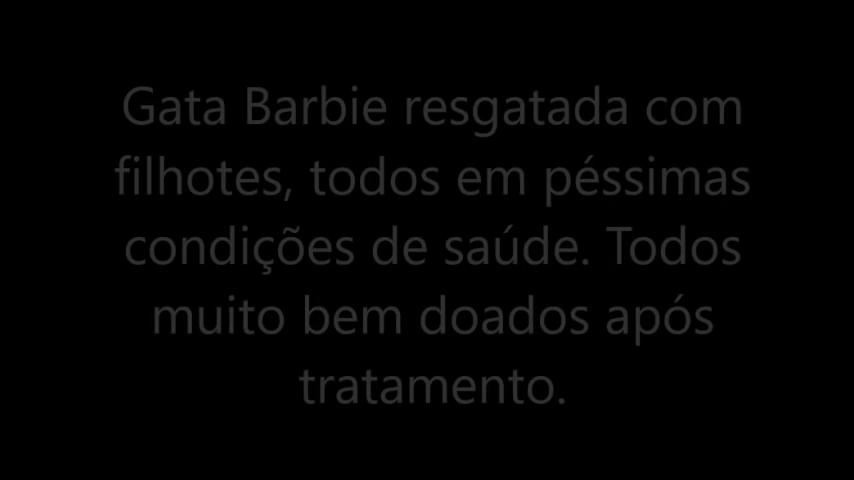 Gata Barbie resgatada com
filhotes, todos em péssimas
condições de saúde. Todos
muito bem doados após
tratamento.